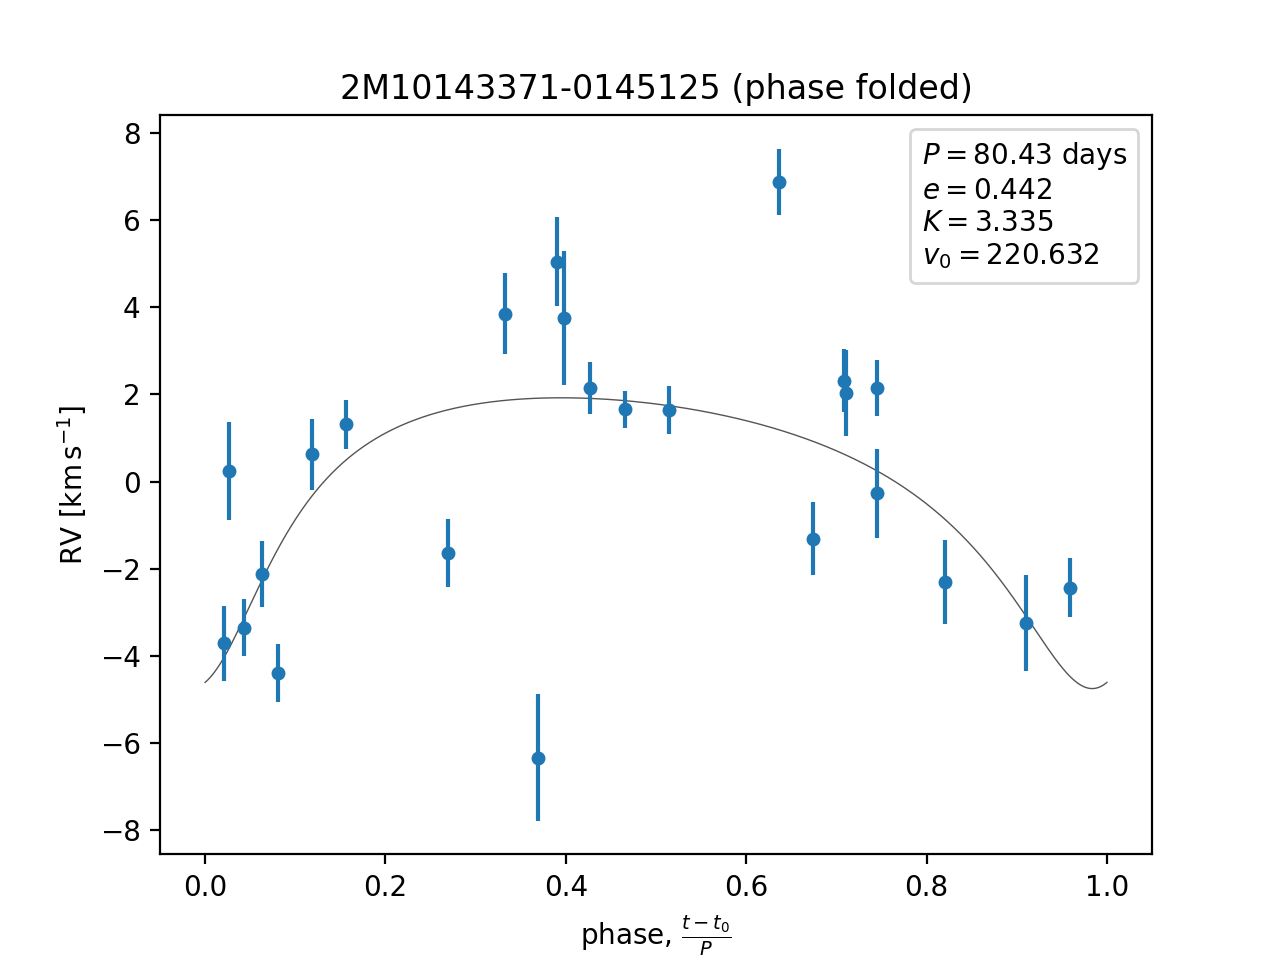 2M10143371-0145125 (phase folded)
P = 80.43 days
e = 0.442
K = 3.335
v₀ = 220.632
RV [km s⁻¹]
8
6
4
2
0
−2
−4
−6
−8
0.0 0.2 0.4 0.6 0.8 1.0
phase, (t − t₀)/P